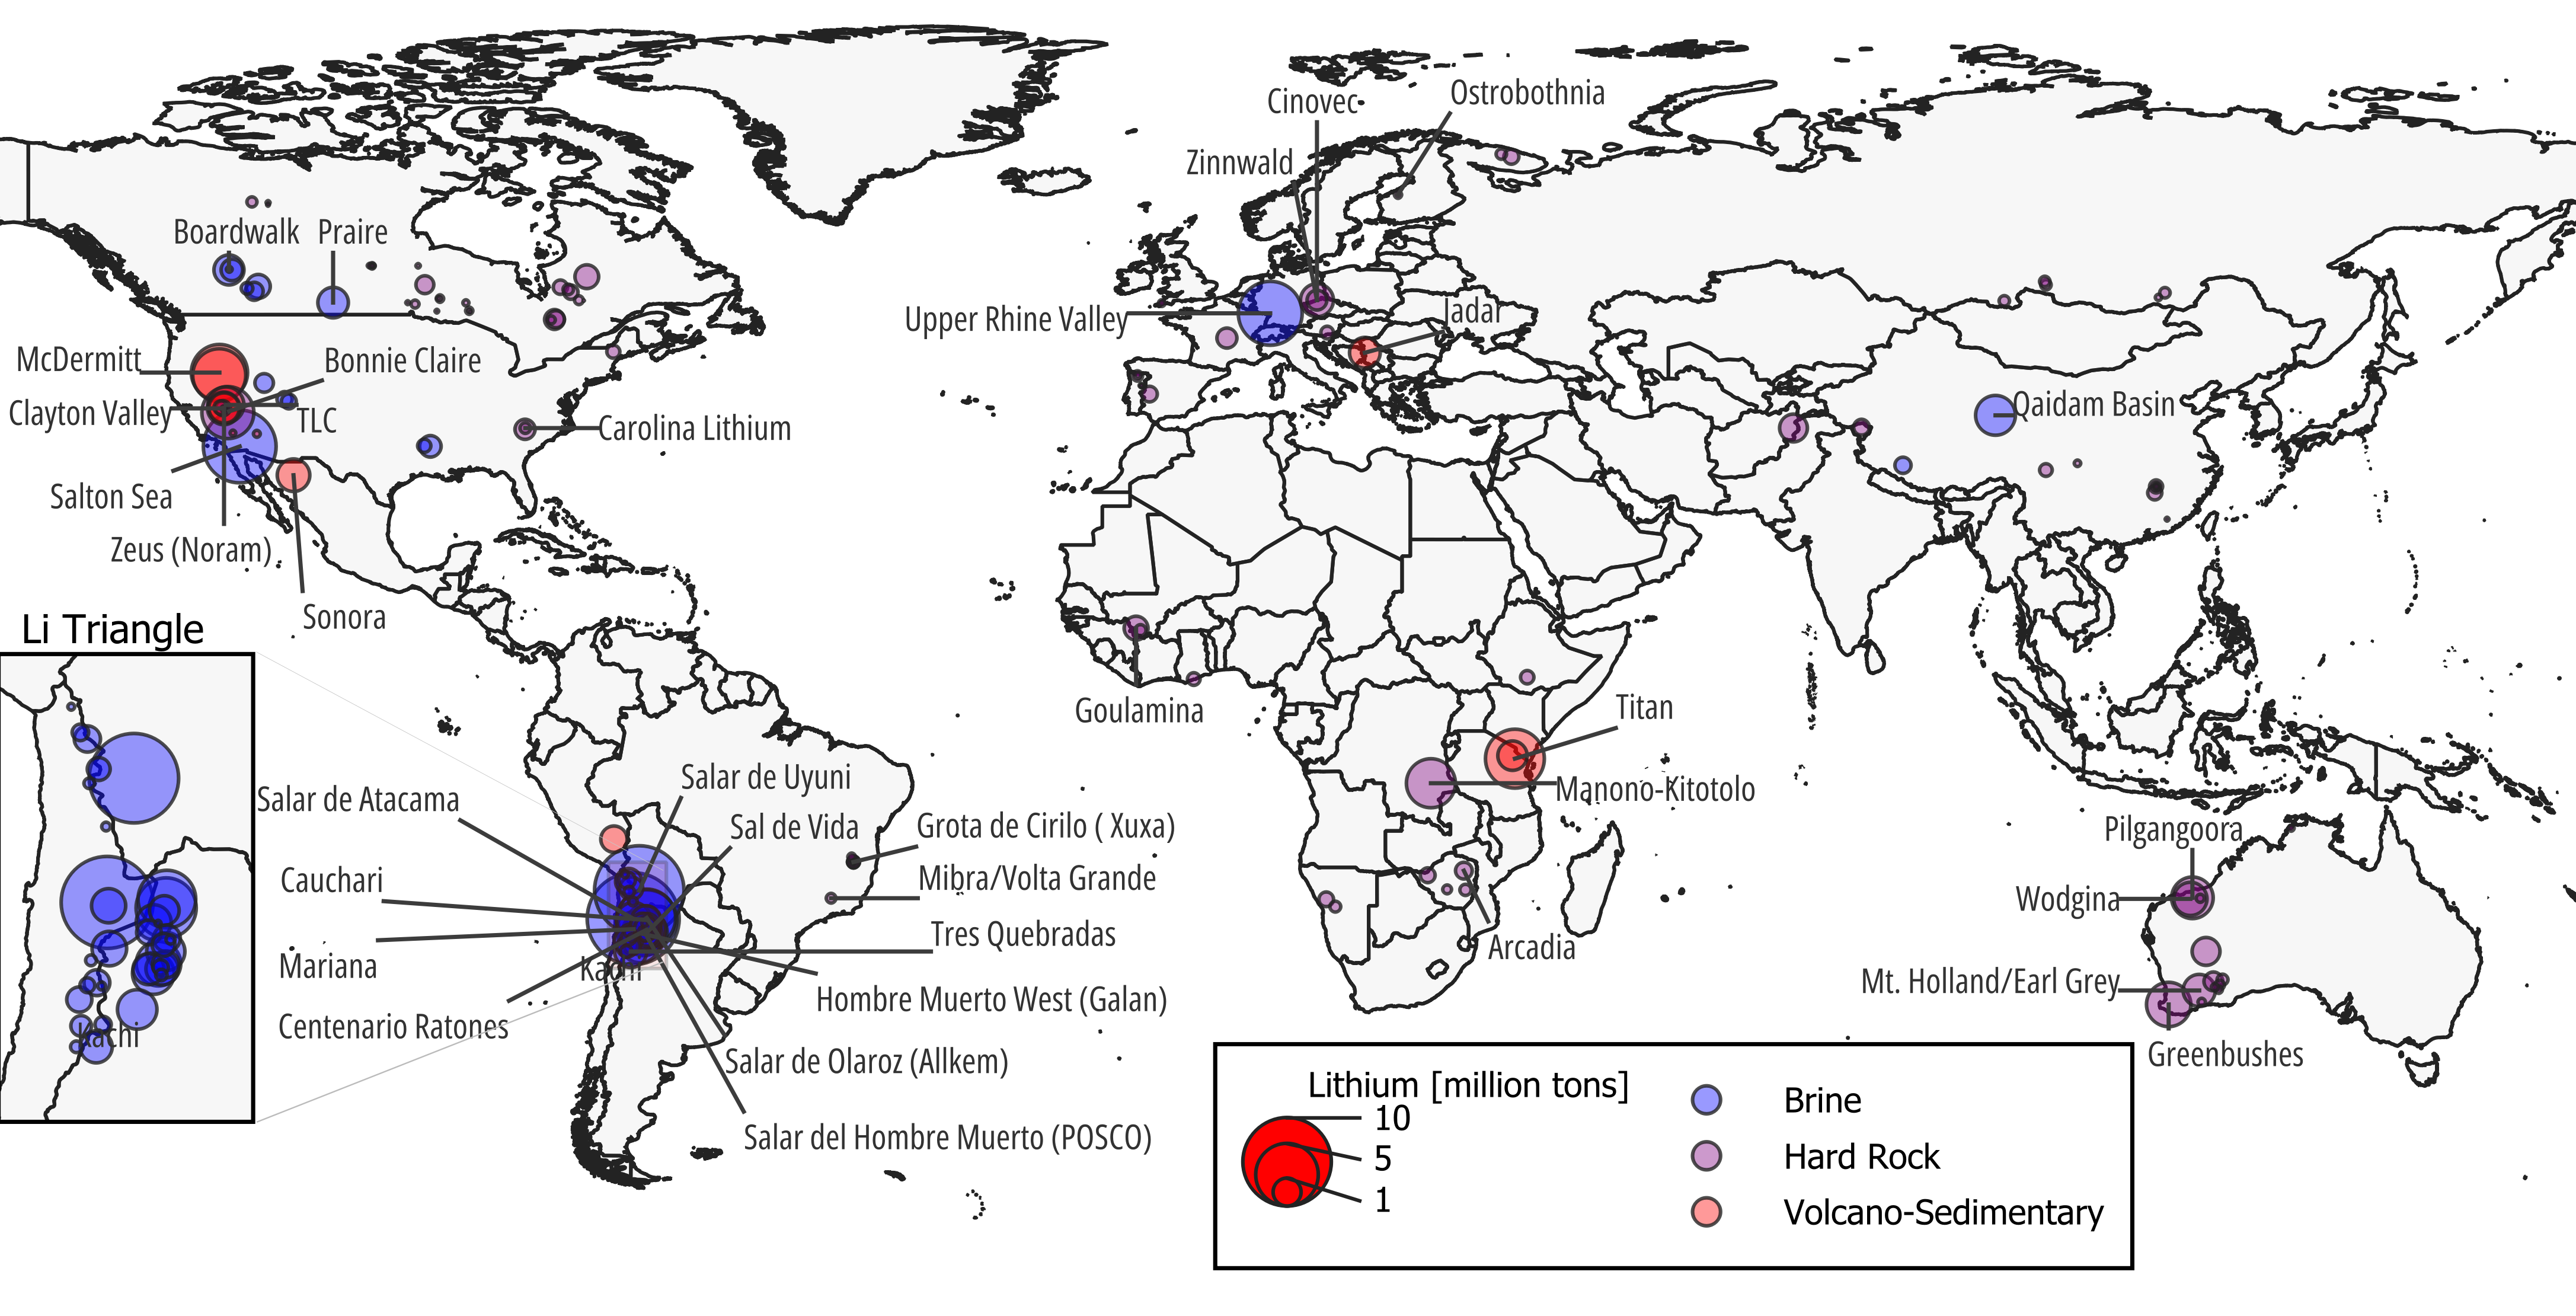 Cinovec
Ostrobothnia
Zinnwald
Boardwalk
Praire
Upper Rhine Valley
Jadar
McDermitt
Bonnie Claire
Clayton Valley
TLC
Carolina Lithium
Qaidam Basin
Salton Sea
Zeus (Noram)
Sonora
Li Triangle
Goulamina
Titan
Manono-Kitotolo
Salar de Uyuni
Salar de Atacama
Sal de Vida
Grota de Cirilo ( Xuxa)
Pilgangoora
Cauchari
Mibra/Volta Grande
Wodgina
Tres Quebradas
Arcadia
Mariana
Kachi
Mt. Holland/Earl Grey
Hombre Muerto West (Galan)
Centenario Ratones
Kachi
Salar de Olaroz (Allkem)
Greenbushes
Salar del Hombre Muerto (POSCO)
Lithium [million tons]
10
5
1
Brine
Hard Rock
Volcano-Sedimentary